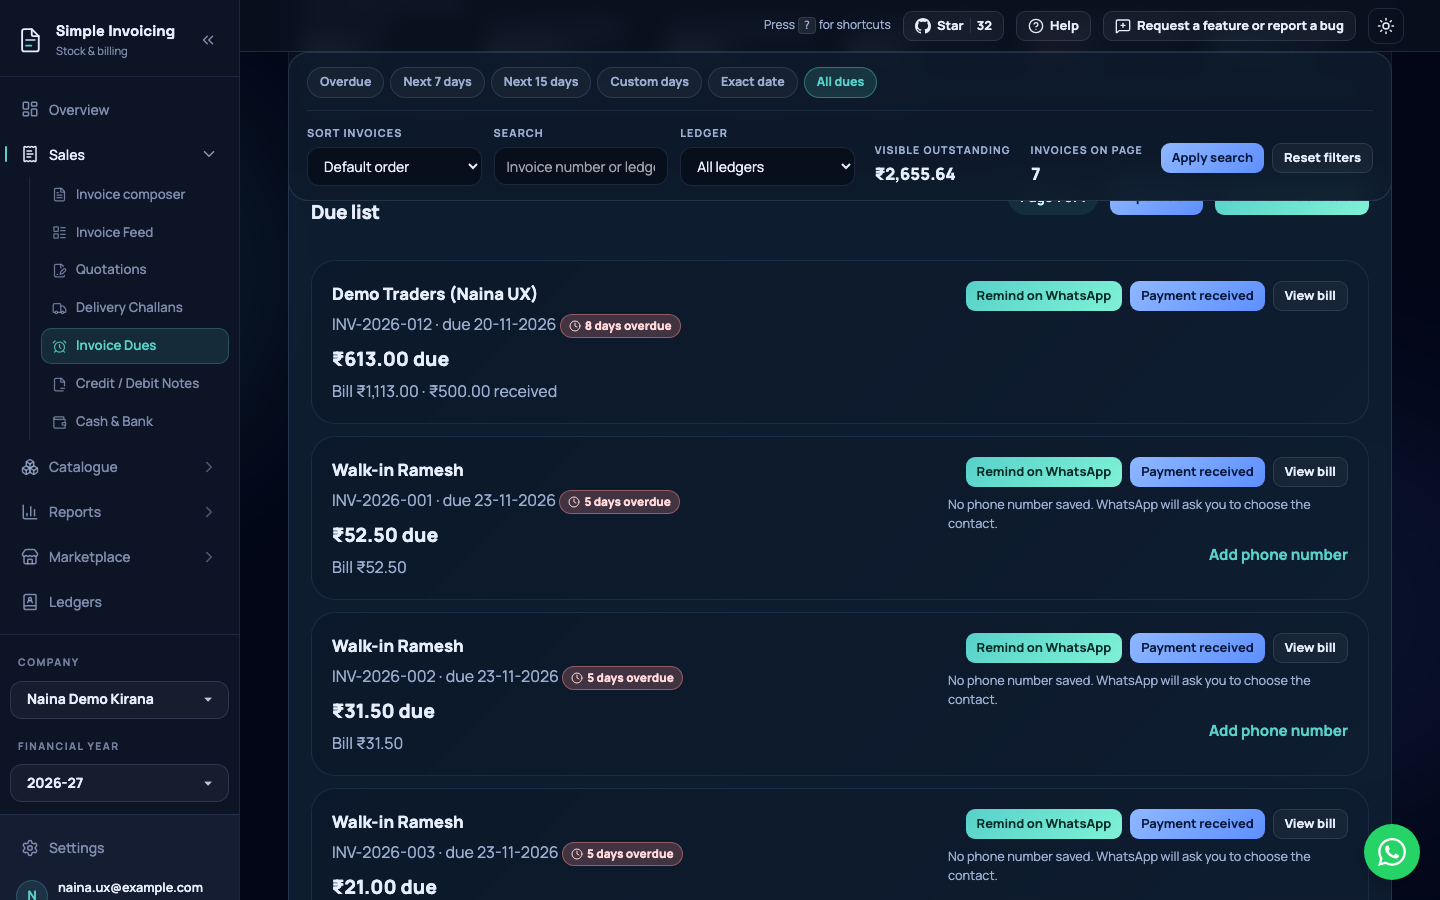 Simple Invoicing
Stock & billing
Press ? for shortcuts
Star 32
Help
Request a feature or report a bug
Overview
Sales
Invoice composer
Invoice Feed
Quotations
Delivery Challans
Invoice Dues
Credit / Debit Notes
Cash & Bank
Catalogue
Reports
Marketplace
Ledgers
COMPANY
Naina Demo Kirana
FINANCIAL YEAR
2026-27
Settings
N
naina.ux@example.com
Overdue
Next 7 days
Next 15 days
Custom days
Exact date
All dues
SORT INVOICES
Default order
SEARCH
Invoice number or ledge
LEDGER
All ledgers
VISIBLE OUTSTANDING
₹2,655.64
INVOICES ON PAGE
7
Apply search
Reset filters
Due list
Demo Traders (Naina UX)
INV-2026-012 · due 20-11-2026 8 days overdue
₹613.00 due
Bill ₹1,113.00 · ₹500.00 received
Remind on WhatsApp
Payment received
View bill
Walk-in Ramesh
INV-2026-001 · due 23-11-2026 5 days overdue
₹52.50 due
Bill ₹52.50
Remind on WhatsApp
Payment received
View bill
No phone number saved. WhatsApp will ask you to choose the
contact.
Add phone number
Walk-in Ramesh
INV-2026-002 · due 23-11-2026 5 days overdue
₹31.50 due
Bill ₹31.50
Remind on WhatsApp
Payment received
View bill
No phone number saved. WhatsApp will ask you to choose the
contact.
Add phone number
Walk-in Ramesh
INV-2026-003 · due 23-11-2026 5 days overdue
₹21.00 due
Remind on WhatsApp
Payment received
View bill
No phone number saved. WhatsApp will ask you to choose the
contact.